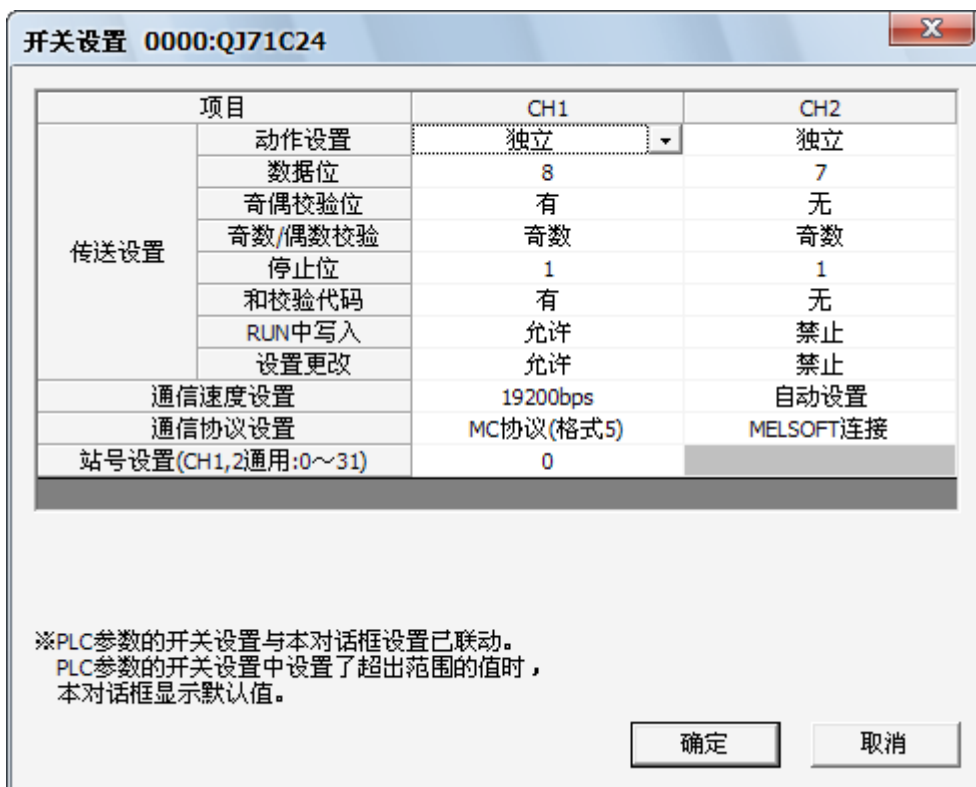 开关设置 0000:QJ71C24
X
项目 CH1 CH2
传送设置
动作设置 独立 独立
数据位 8 7
奇偶校验位 有 无
奇数/偶数校验 奇数 奇数
停止位 1 1
和校验代码 有 无
RUN中写入 允许 禁止
设置更改 允许 禁止
通信速度设置 19200bps 自动设置
通信协议设置 MC协议(格式5) MELSOFT连接
站号设置(CH1,2通用:0～31) 0
※PLC参数的开关设置与本对话框设置已联动。
PLC参数的开关设置中设置了超出范围的值时，
本对话框显示默认值。
确定 取消